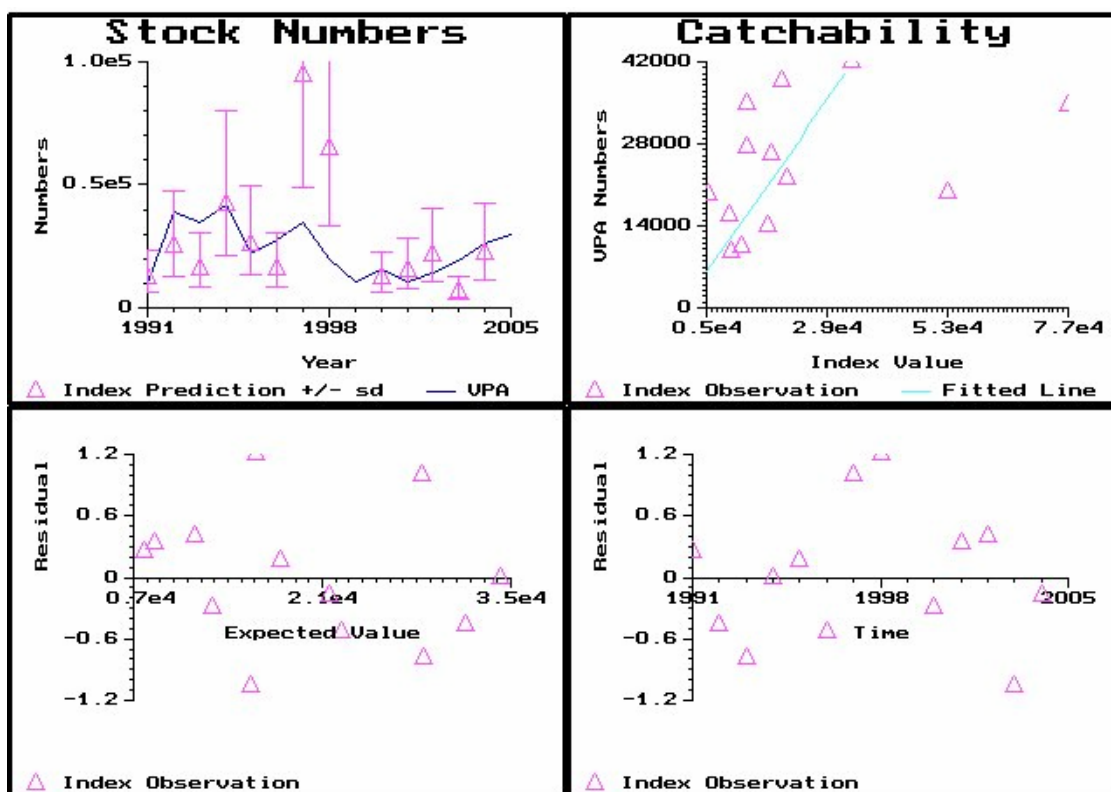 Stock Numbers
1.0e5
0.5e5
0
Numbers
1991 1998 2005
Year
Index Prediction +/- sd VPA
Catchability
42000
28000
14000
0
VPA Numbers
0.5e4 2.9e4 5.3e4 7.7e4
Index Value
Index Observation Fitted Line
1.2
0.6
0
-0.6
-1.2
Residual
0.7e4 2.1e4 3.5e4
Expected Value
Index Observation
1.2
0.6
0
-0.6
-1.2
Residual
1991 1998 2005
Time
Index Observation